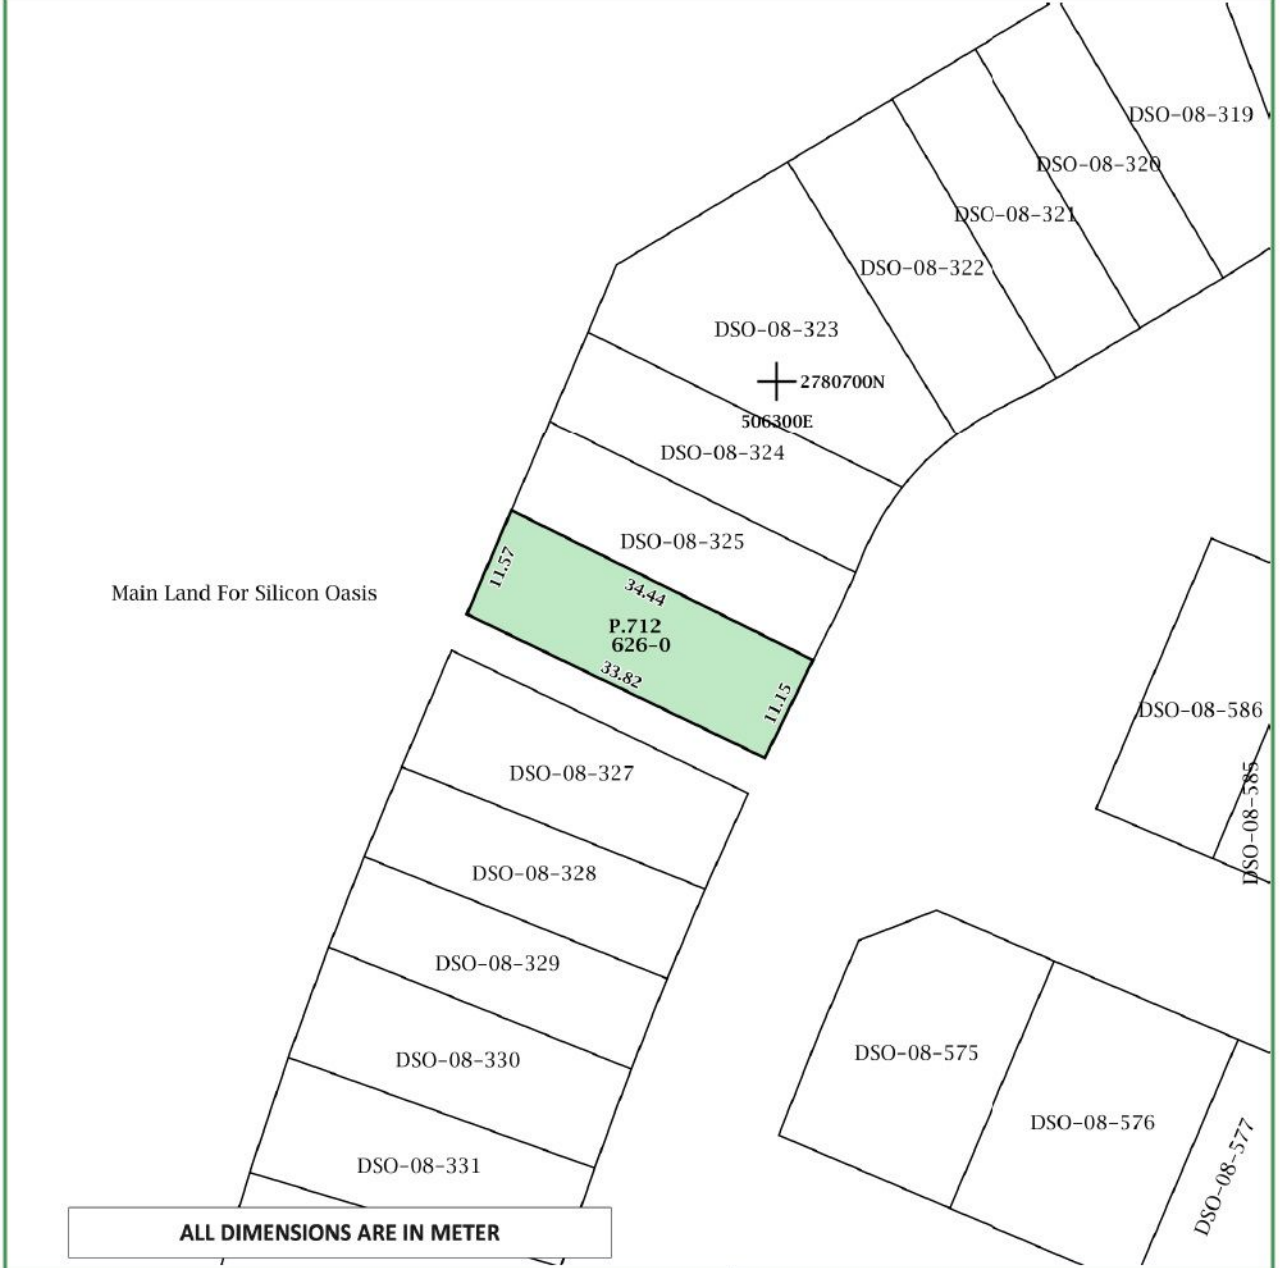 DSO-08-319
DSO-08-320
DSO-08-321
DSO-08-322
DSO-08-323
2780700N
506300E
DSO-08-324
DSO-08-325
11.57
34.44
Main Land For Silicon Oasis
P.712
626-0
33.82
11.15
DSO-08-586
DSO-08-585
DSO-08-327
DSO-08-328
DSO-08-329
DSO-08-330
DSO-08-331
DSO-08-575
DSO-08-576
DSO-08-577
ALL DIMENSIONS ARE IN METER